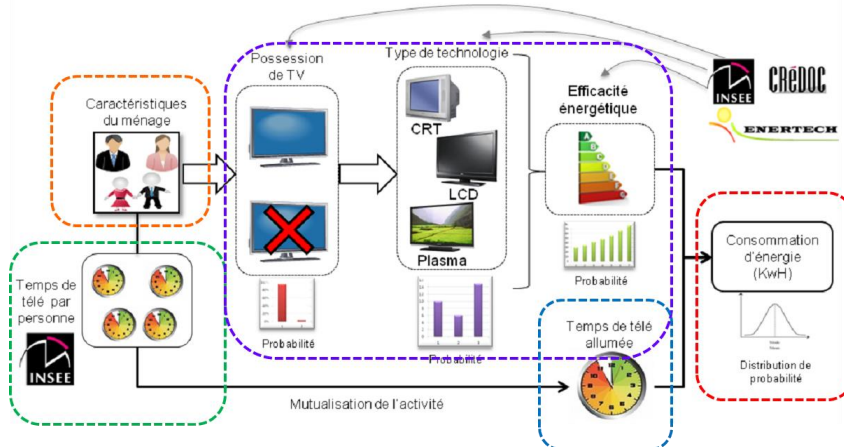 Possession
de TV
Type de technologie
Efficacité
énergétique
INSEE
CRéDOC
ENERTECH
Caractéristiques
du ménage
CRT
LCD
Plasma
A
B
C
Consommation
d'énergie
(KwH)
Temps de
télé par
personne
INSEE
Probabilité
Probabilité
Probabilité
Temps de télé
allumée
Distribution de
probabilité
Mutualisation de l'activité